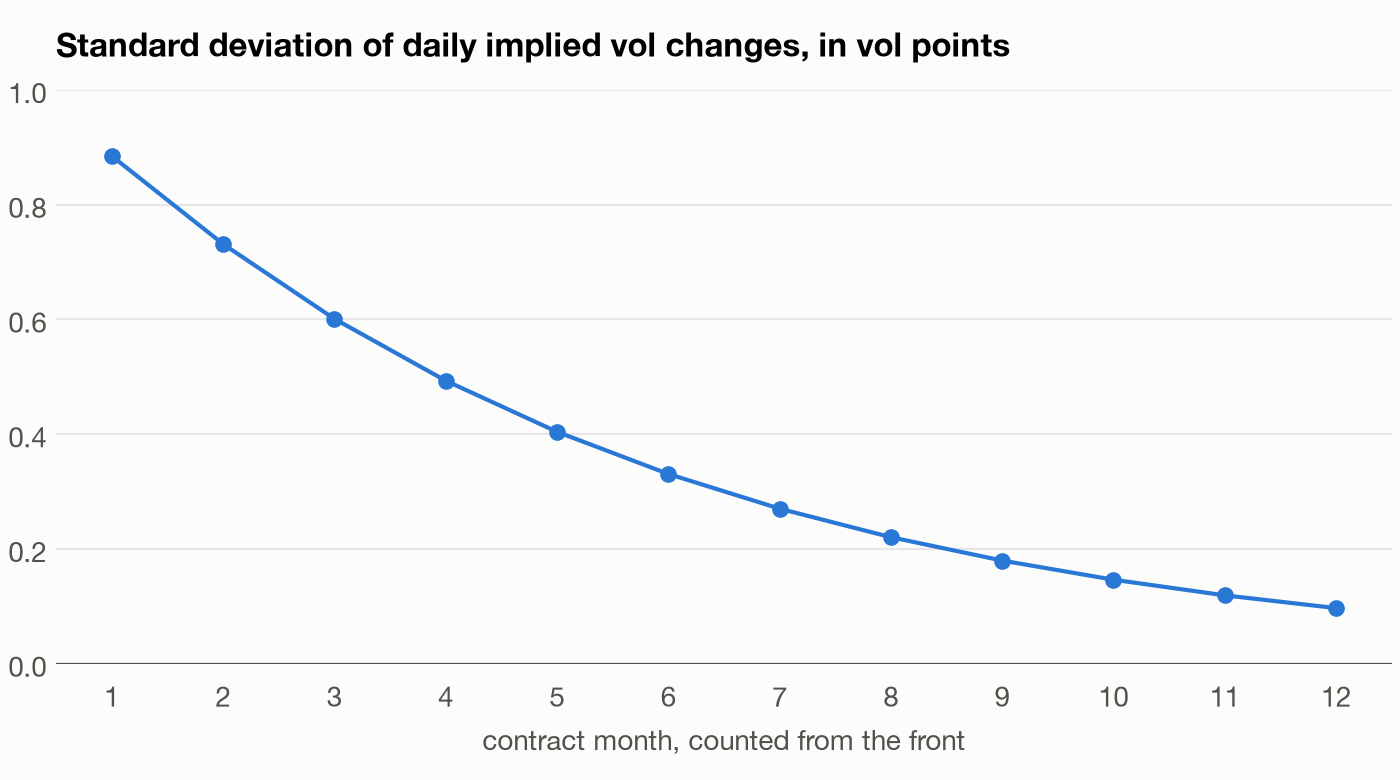 Standard deviation of daily implied vol changes, in vol points
1.0
0.8
0.6
0.4
0.2
0.0
1 2 3 4 5 6 7 8 9 10 11 12
contract month, counted from the front